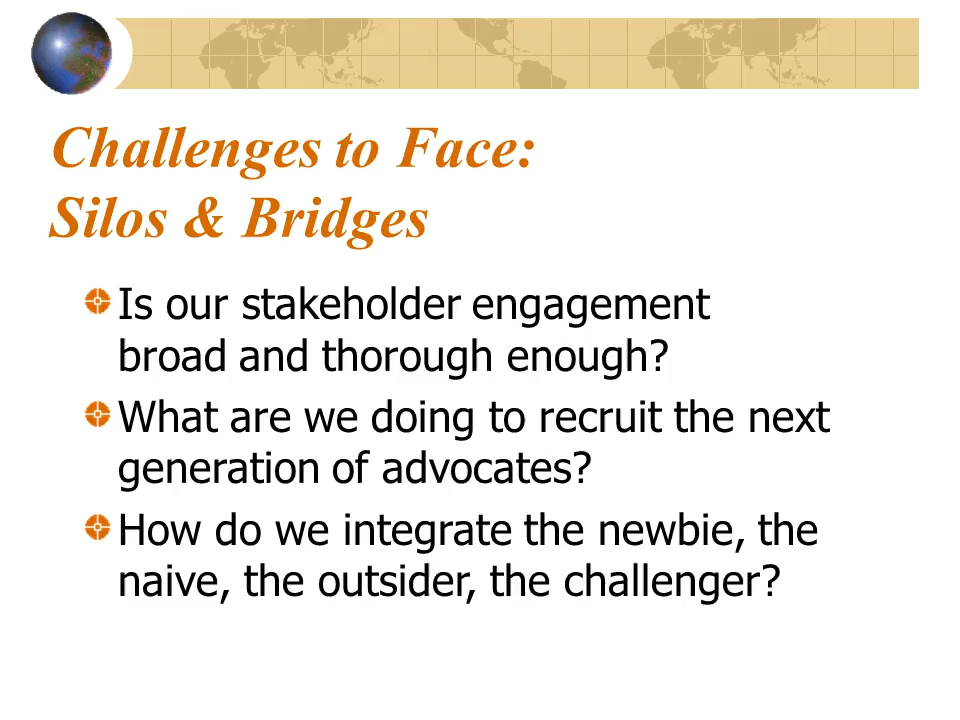 Challenges to Face:
Silos & Bridges
Is our stakeholder engagement
broad and thorough enough?
What are we doing to recruit the next
generation of advocates?
How do we integrate the newbie, the
naive, the outsider, the challenger?